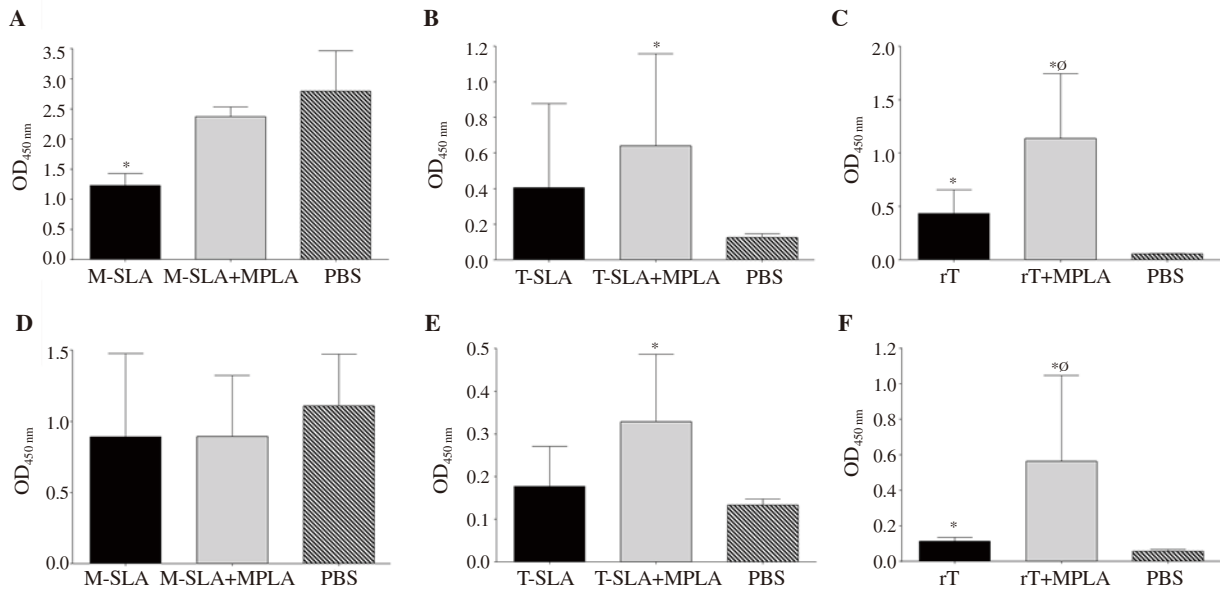 A
3.5
3.0
2.5
2.0
1.5
1.0
0.5
0.0
OD450 nm
*
M-SLA M-SLA+MPLA PBS
B
1.2
1.0
0.8
0.6
0.4
0.2
0.0
OD450 nm
*
T-SLA T-SLA+MPLA PBS
C
2.0
1.5
1.0
0.5
0.0
OD450 nm
*
*Ø
rT rT+MPLA PBS
D
1.5
1.0
0.5
0.0
OD450 nm
M-SLA M-SLA+MPLA PBS
E
0.5
0.4
0.3
0.2
0.1
0.0
OD450 nm
*
T-SLA T-SLA+MPLA PBS
F
1.2
1.0
0.8
0.6
0.4
0.2
0.0
OD450 nm
*
*Ø
rT rT+MPLA PBS